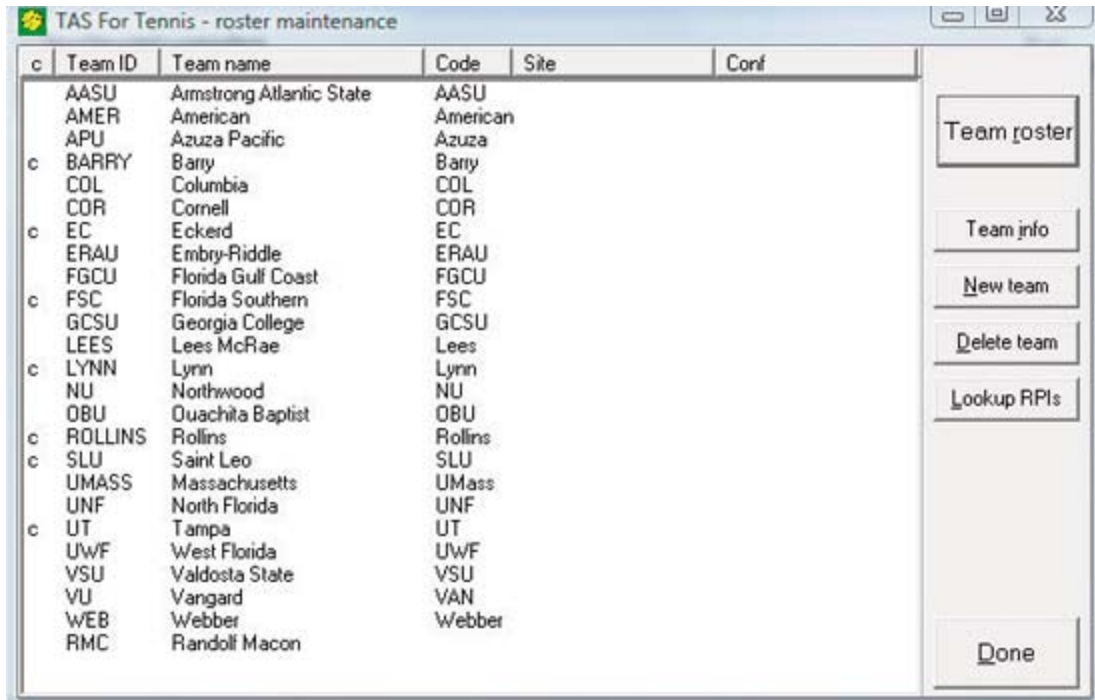 TAS For Tennis - roster maintenance
c Team ID Team name Code Site Conf
AASU Armstrong Atlantic State AASU
AMER American American
APU Azuza Pacific Azuza
c BARRY Barry Barry
COL Columbia COL
COR Cornell COR
c EC Eckerd EC
ERAU Embry-Riddle ERAU
FGCU Florida Gulf Coast FGCU
c FSC Florida Southern FSC
GCSU Georgia College GCSU
LEES Lees McRae Lees
c LYNN Lynn Lynn
NU Northwood NU
OBU Ouachita Baptist OBU
c ROLLINS Rollins Rollins
c SLU Saint Leo SLU
UMASS Massachusetts UMass
UNF North Florida UNF
c UT Tampa UT
UWF West Florida UWF
VSU Valdosta State VSU
VU Vangard VAN
WEB Webber Webber
RMC Randolf Macon
Team roster
Team info
New team
Delete team
Lookup RPIs
Done